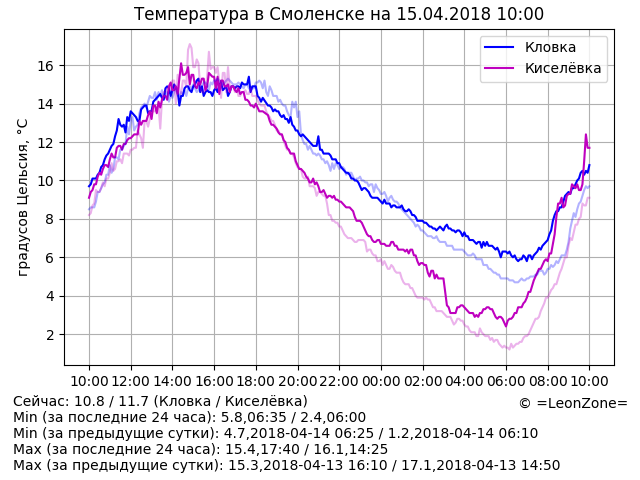 Температура в Смоленске на 15.04.2018 10:00
Кловка
Киселёвка
градусов Цельсия, °C
16
14
12
10
8
6
4
2
10:00 12:00 14:00 16:00 18:00 20:00 22:00 00:00 02:00 04:00 06:00 08:00 10:00
Сейчас: 10.8 / 11.7 (Кловка / Киселёвка)
© =LeonZone=
Min (за последние 24 часа): 5.8,06:35 / 2.4,06:00
Min (за предыдущие сутки): 4.7,2018-04-14 06:25 / 1.2,2018-04-14 06:10
Max (за последние 24 часа): 15.4,17:40 / 16.1,14:25
Max (за предыдущие сутки): 15.3,2018-04-13 16:10 / 17.1,2018-04-13 14:50